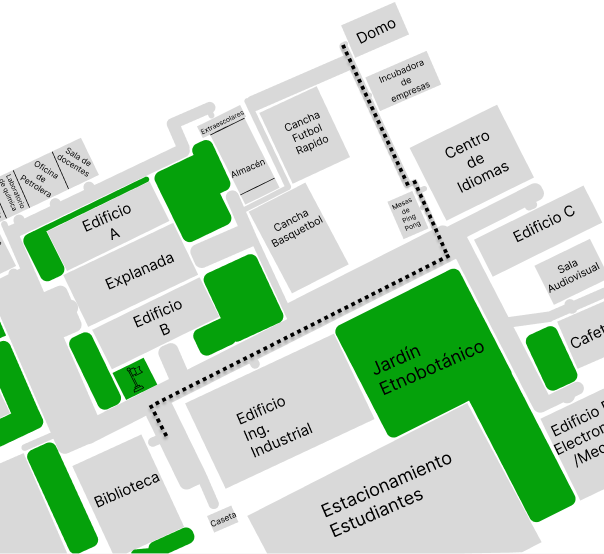 Domo
Incubadora
de
empresas
Extraescolares
Cancha
Futbol
Rapido
Centro
de
Idiomas
Sala de
docentes
Oficina
de
Petrolera
Laboratorio
de quimica
Almacén
Mesas
de
Ping
Pong
Edificio
A
Cancha
Basquetbol
Edificio C
Explanada
Sala
Audiovisual
Edificio
B
Jardín
Etnobotánico
Cafet
Edificio
Ing.
Industrial
Edificio E
Electron
/Mec
Biblioteca
Estacionamiento
Estudiantes
Caseta